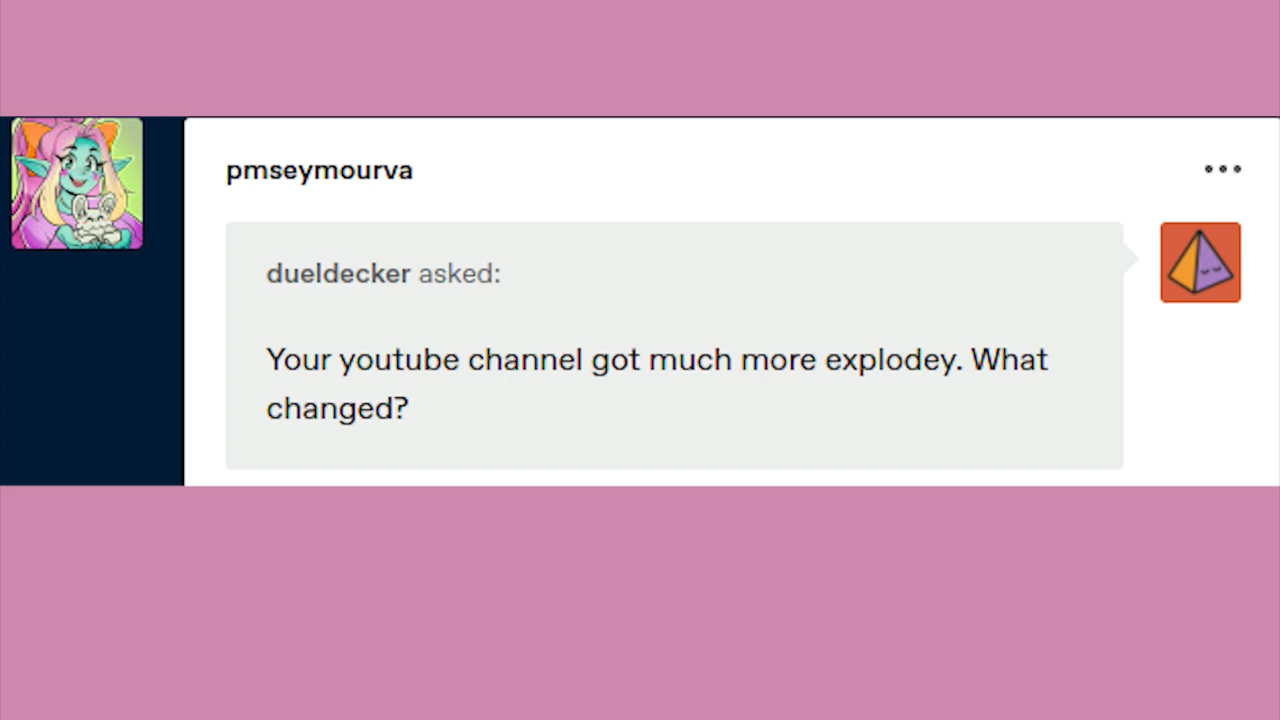 pmseymourva
dueldecker asked:
Your youtube channel got much more explodey. What
changed?